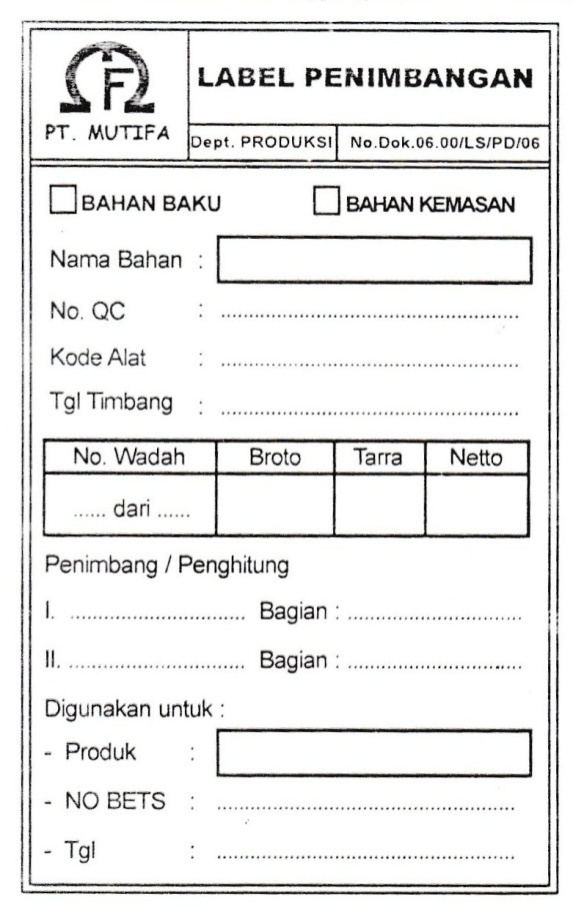 LABEL PENIMBANGAN
PT. MUTIFA
Dept. PRODUKSI No.Dok.06.00/LS/PD/06
BAHAN BAKU BAHAN KEMASAN
Nama Bahan :
No. QC : ........................................................
Kode Alat : ........................................................
Tgl Timbang : ........................................................
No. Wadah Broto Tarra Netto
...... dari ......
Penimbang / Penghitung
I. ................................. Bagian : .................................
II. ................................. Bagian : .................................
Digunakan untuk :
- Produk :
- NO BETS : ........................................................
- Tgl : ........................................................